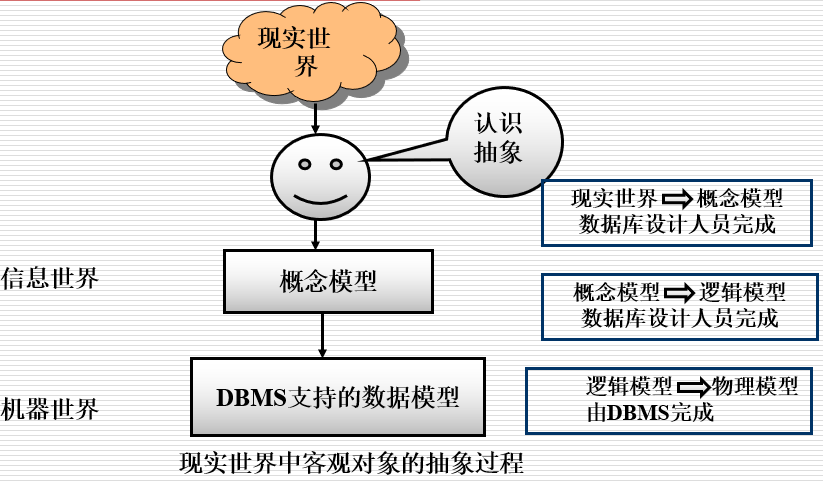 现实世
界
认识
抽象
现实世界⇨概念模型
数据库设计人员完成
信息世界
概念模型
概念模型⇨逻辑模型
数据库设计人员完成
机器世界
DBMS支持的数据模型
逻辑模型⇨物理模型
由DBMS完成
现实世界中客观对象的抽象过程